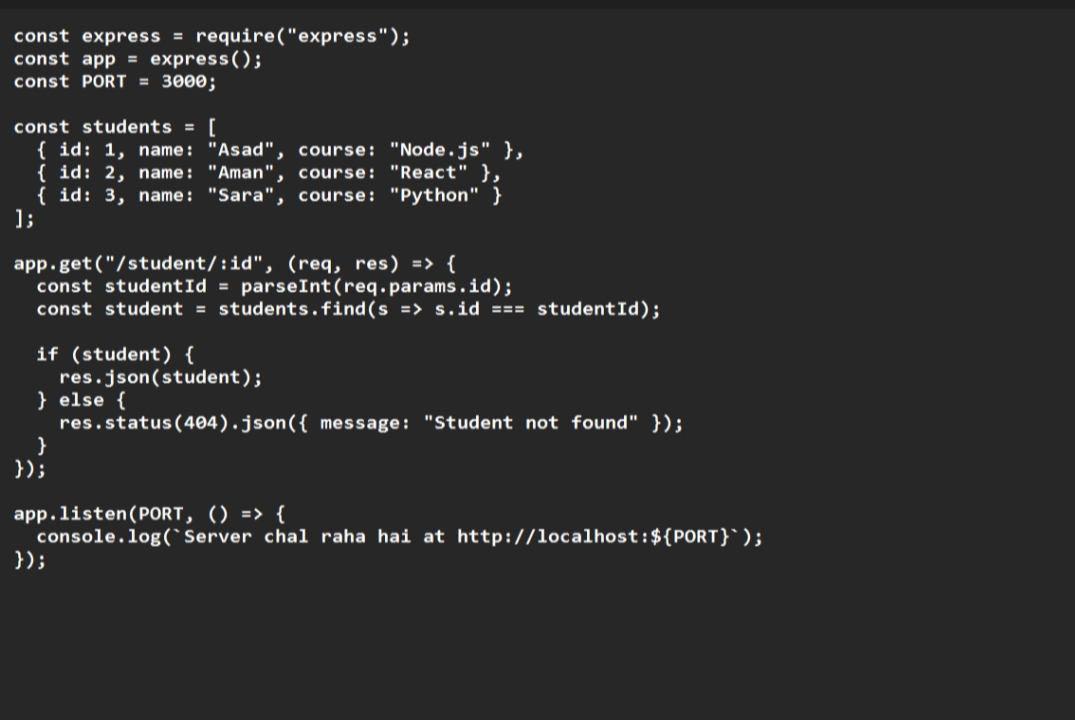 const express = require("express");
const app = express();
const PORT = 3000;

const students = [
  { id: 1, name: "Asad", course: "Node.js" },
  { id: 2, name: "Aman", course: "React" },
  { id: 3, name: "Sara", course: "Python" }
];

app.get("/student/:id", (req, res) => {
  const studentId = parseInt(req.params.id);
  const student = students.find(s => s.id === studentId);

  if (student) {
    res.json(student);
  } else {
    res.status(404).json({ message: "Student not found" });
  }
});

app.listen(PORT, () => {
  console.log(`Server chal raha hai at http://localhost:${PORT}`);
});